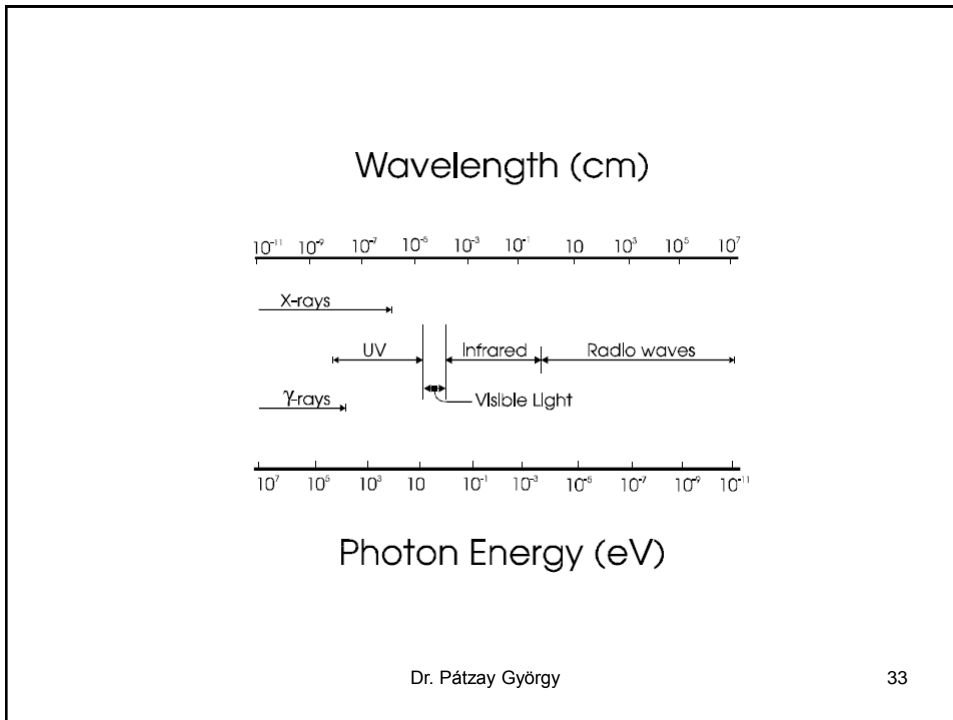 Wavelength (cm)
10⁻¹¹ 10⁻⁹ 10⁻⁷ 10⁻⁵ 10⁻³ 10⁻¹ 10 10³ 10⁵ 10⁷
X-rays
UV Infrared Radio waves
γ-rays Visible Light
10⁷ 10⁵ 10³ 10 10⁻¹ 10⁻³ 10⁻⁵ 10⁻⁷ 10⁻⁹ 10⁻¹¹
Photon Energy (eV)
Dr. Pátzay György 33